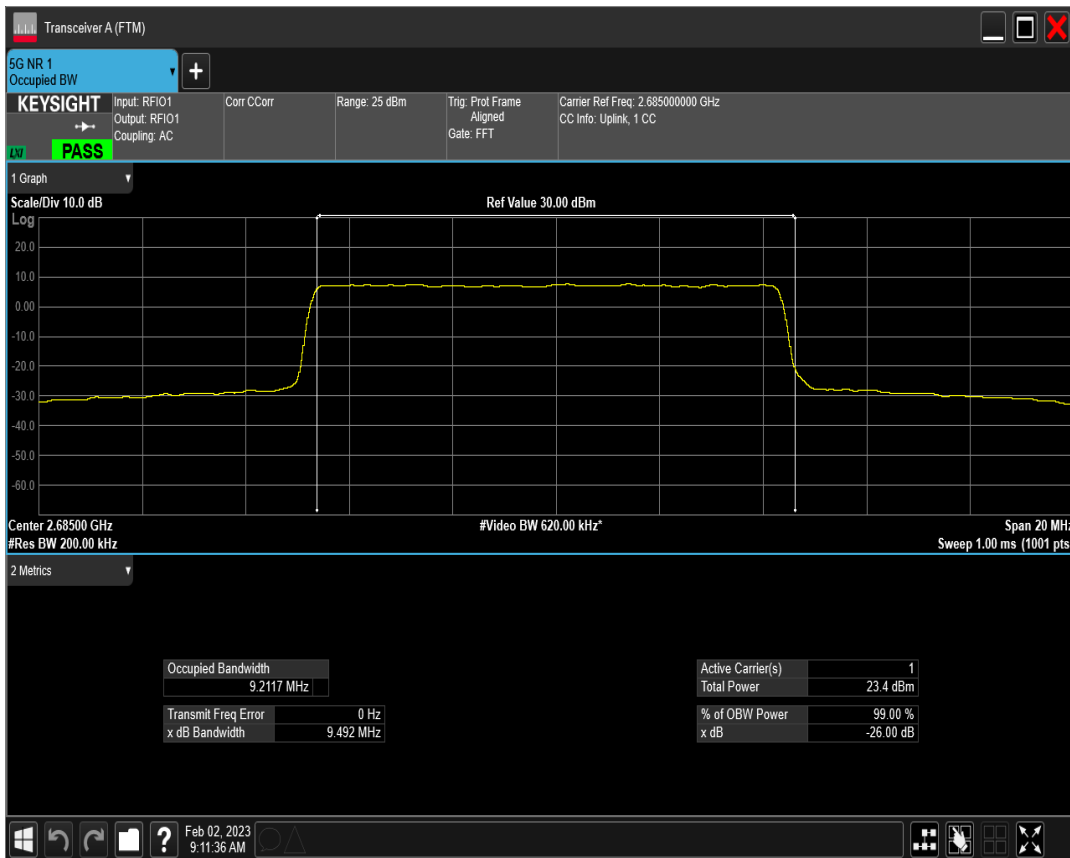 Transceiver A (FTM)
5G NR 1
Occupied BW
+
KEYSIGHT
LXI
PASS
Input: RFIO1
Output: RFIO1
Coupling: AC
Corr CCorr
Range: 25 dBm
Trig: Prot Frame
Aligned
Gate: FFT
Carrier Ref Freq: 2.685000000 GHz
CC Info: Uplink, 1 CC
1 Graph
Scale/Div 10.0 dB
Ref Value 30.00 dBm
Log
20.0
10.0
0.00
-10.0
-20.0
-30.0
-40.0
-50.0
-60.0
Center 2.68500 GHz
#Video BW 620.00 kHz*
Span 20 MHz
#Res BW 200.00 kHz
Sweep 1.00 ms (1001 pts
2 Metrics
Occupied Bandwidth
9.2117 MHz
Transmit Freq Error 0 Hz
x dB Bandwidth 9.492 MHz
Active Carrier(s) 1
Total Power 23.4 dBm
% of OBW Power 99.00 %
x dB -26.00 dB
?
Feb 02, 2023
9:11:36 AM